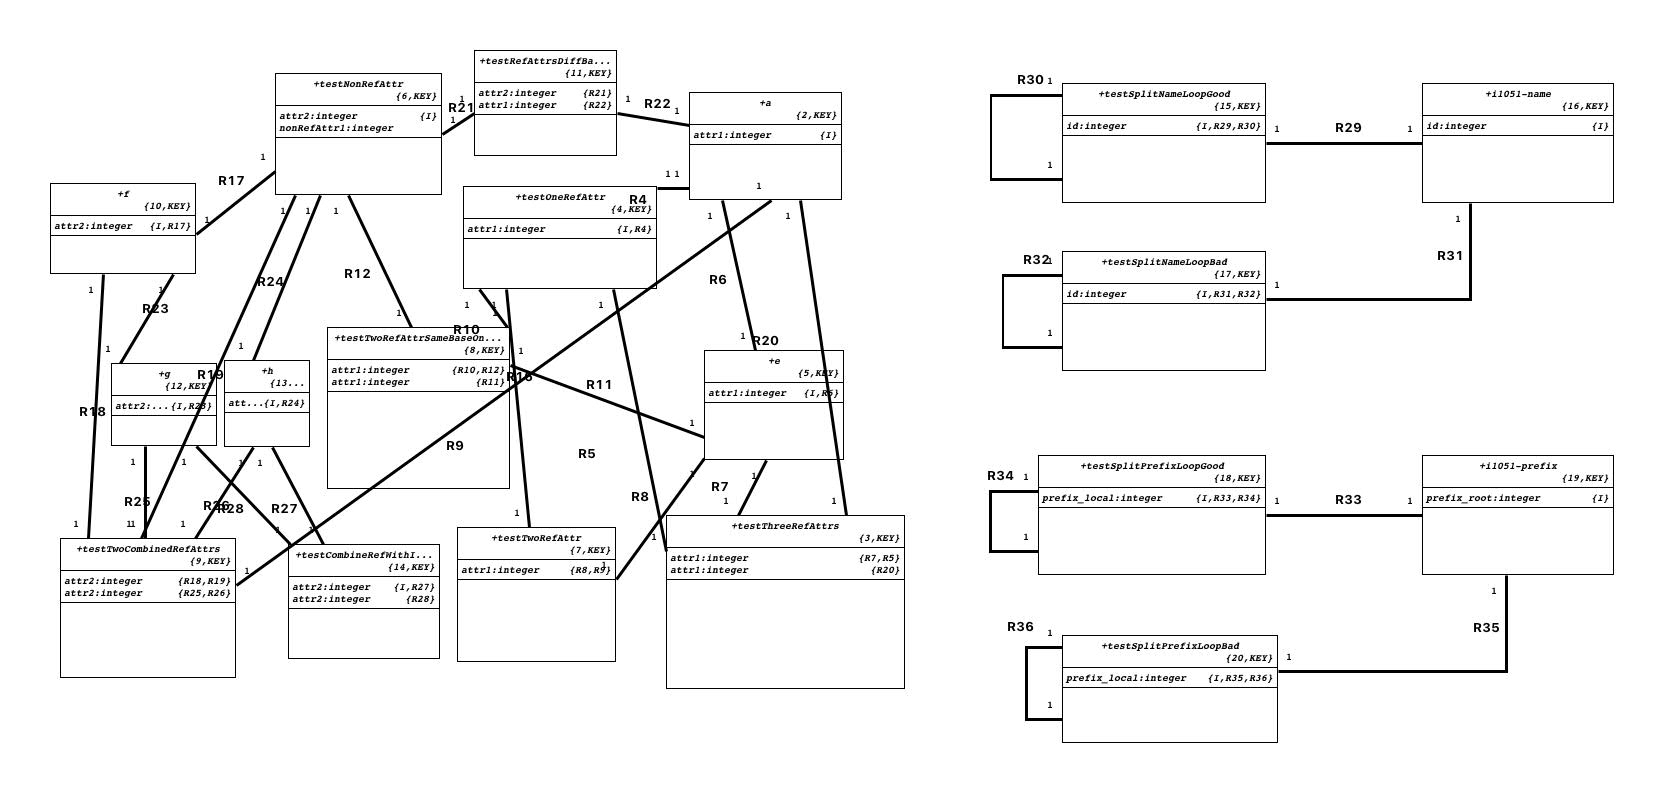 +testNonRefAttr
{6,KEY}
attr2:integer {I}
nonRefAttr1:integer
+testRefAttrsDiffBa...
{11,KEY}
attr2:integer {R21}
attr1:integer {R22}
+a
{2,KEY}
attr1:integer {I}
R21
1
1
R22
1
1
+f
{10,KEY}
attr2:integer {I,R17}
R17
1
1
+testOneRefAttr
{4,KEY}
attr1:integer {I,R4}
R4
1 1
1
R24
1
1
1
R12
1
1
1
1
R6
R23
1
1
R10
1
1
1
R20
1
+testTwoRefAttrSameBaseOn...
{8,KEY}
attr1:integer {R10,R12}
attr1:integer {R11}
1
R11
1
+e
{5,KEY}
attr1:integer {I,R6}
+g
{12,KEY}
attr2:... {I,R23}
R19
+h
{13...
att... {I,R24}
1
1
R18
R9
R5
R8
R7
1
1
1
1
R25
R26
R28
R27
1
1
1
1
1
1
1
1
1
1
1
+testTwoCombinedRefAttrs
{9,KEY}
attr2:integer {R18,R19}
attr2:integer {R25,R26}
1
+testCombineRefWithI...
{14,KEY}
attr2:integer {I,R27}
attr2:integer {R28}
+testTwoRefAttr
{7,KEY}
attr1:integer {R8,R9}
1
1
+testThreeRefAttrs
{3,KEY}
attr1:integer {R7,R5}
attr1:integer {R20}
R30
1
1
+testSplitNameLoopGood
{15,KEY}
id:integer {I,R29,R30}
1
R29
1
+i1051-name
{16,KEY}
id:integer {I}
1
R31
R32
1
1
+testSplitNameLoopBad
{17,KEY}
id:integer {I,R31,R32}
1
R34
1
1
+testSplitPrefixLoopGood
{18,KEY}
prefix_local:integer {I,R33,R34}
1
R33
1
+i1051-prefix
{19,KEY}
prefix_root:integer {I}
1
R35
R36
1
1
+testSplitPrefixLoopBad
{20,KEY}
prefix_local:integer {I,R35,R36}
1